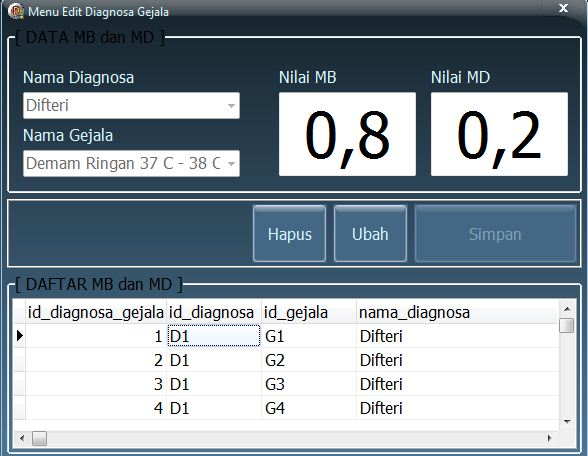 Menu Edit Diagnosa Gejala
[ DATA MB dan MD ]
Nama Diagnosa
Difteri
Nama Gejala
Demam Ringan 37 C - 38 C
Nilai MB
0,8
Nilai MD
0,2
Hapus Ubah Simpan
[ DAFTAR MB dan MD ]
id_diagnosa_gejala id_diagnosa id_gejala nama_diagnosa
1 D1 G1 Difteri
2 D1 G2 Difteri
3 D1 G3 Difteri
4 D1 G4 Difteri